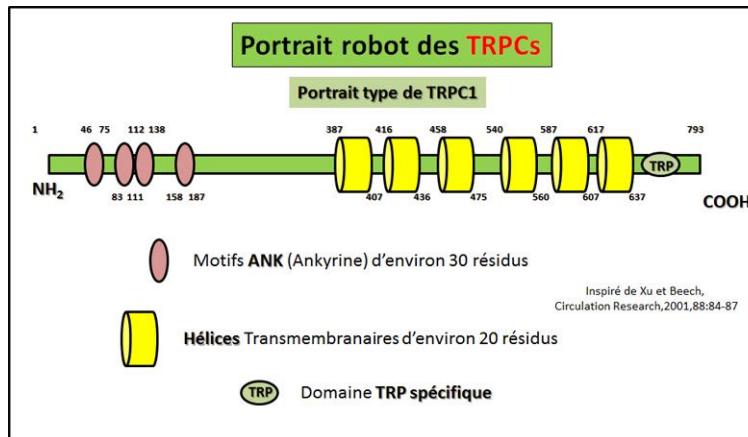 Portrait robot des TRPCs
Portrait type de TRPC1
1 46 75 112 138 387 416 458 540 587 617 793
TRP
NH2 83 111 158 187 407 436 475 560 607 637 COOH
Motifs ANK (Ankyrine) d'environ 30 résidus
Inspiré de Xu et Beech,
Circulation Research,2001,88:84-87
Hélices Transmembranaires d'environ 20 résidus
TRP Domaine TRP spécifique